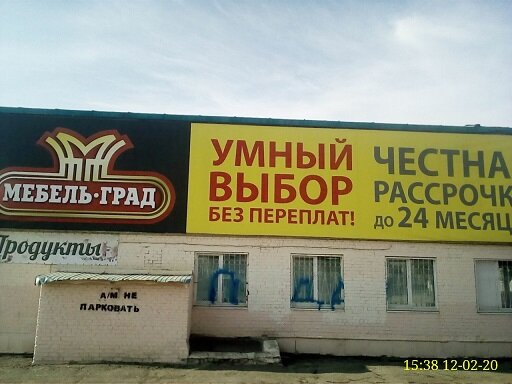 МЕБЕЛЬ•ГРАД
УМНЫЙ
ВЫБОР
БЕЗ ПЕРЕПЛАТ!
ЧЕСТНА
РАССРОЧК
до 24 МЕСЯЦ
Продукты
А/М НЕ
ПАРКОВАТЬ
15:38 12-02-20